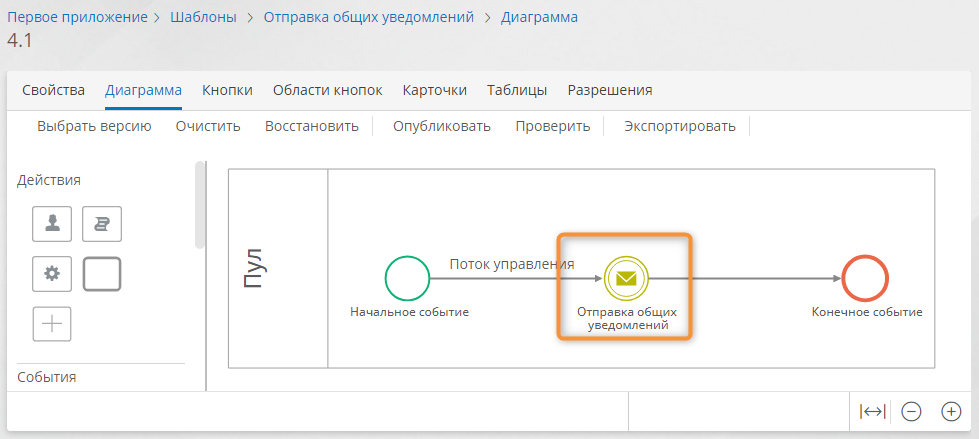 Первое приложение > Шаблоны > Отправка общих уведомлений > Диаграмма
4.1
Свойства Диаграмма Кнопки Области кнопок Карточки Таблицы Разрешения
Выбрать версию Очистить Восстановить Опубликовать Проверить Экспортировать
Действия
События
Пул
Поток управления
Начальное событие
Отправка общих
уведомлений
Конечное событие